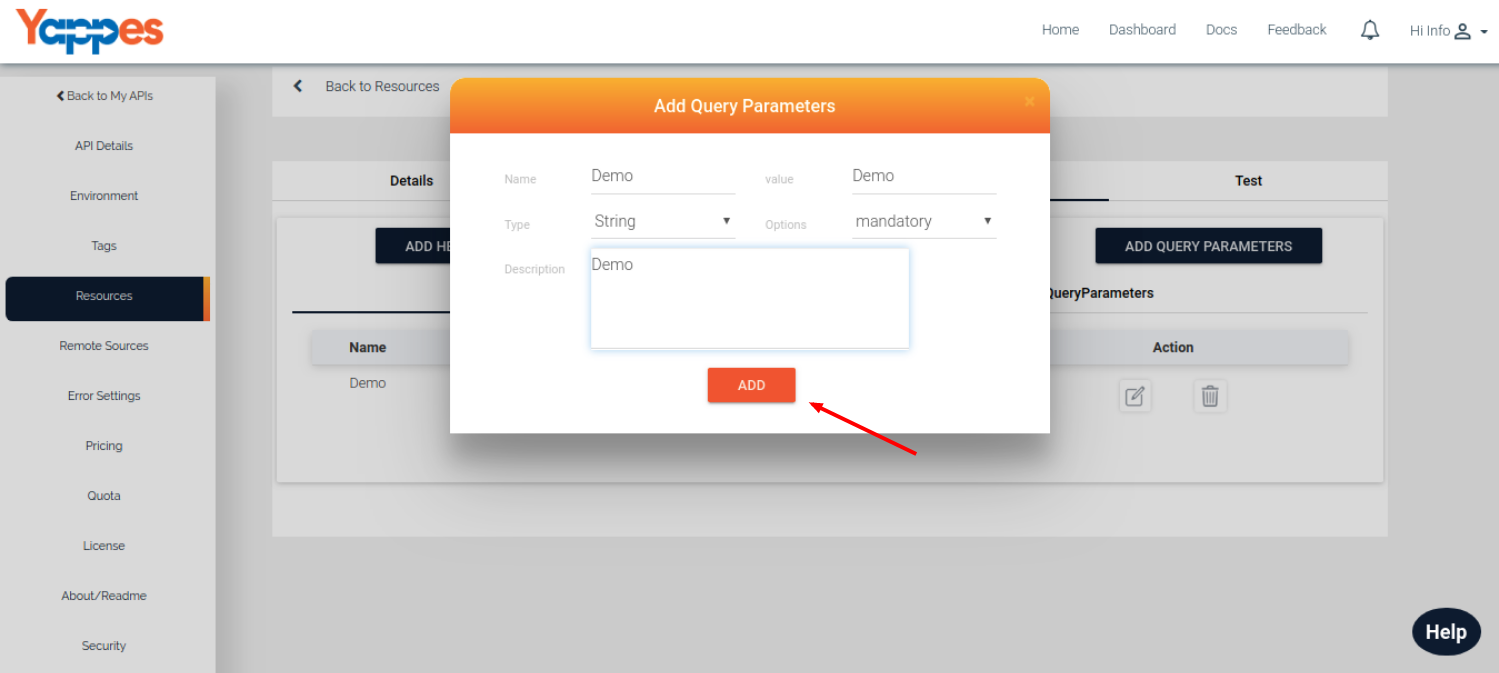 Yappes
Home Dashboard Docs Feedback Hi Info
Back to My APIs
API Details
Environment
Tags
Resources
Remote Sources
Error Settings
Pricing
Quota
License
About/Readme
Security
Back to Resources
Details Test
ADD HE ADD QUERY PARAMETERS
QueryParameters
Name Action
Demo
Add Query Parameters ×
Name Demo value Demo
Type String Options mandatory
Description Demo
ADD
Help